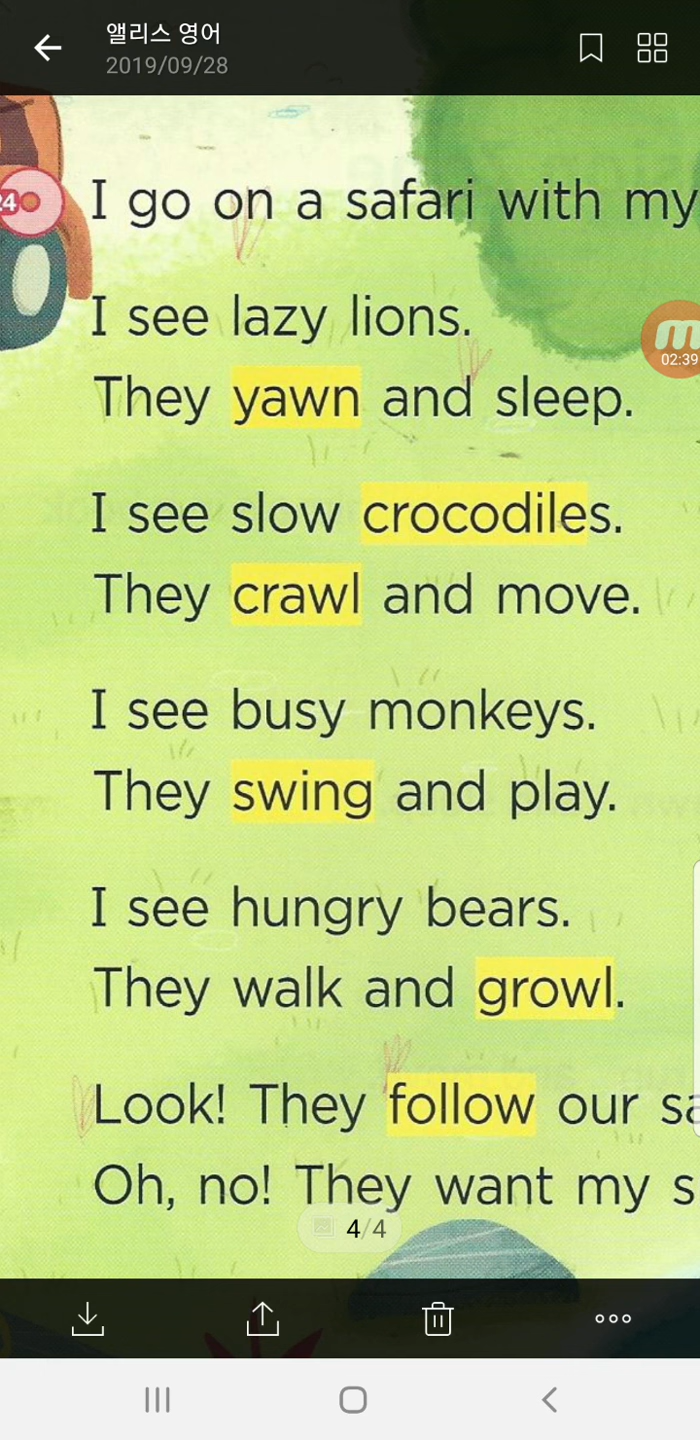 앨리스 영어
2019/09/28
24
I go on a safari with my
02:39
I see lazy lions.
They yawn and sleep.
I see slow crocodiles.
They crawl and move.
I see busy monkeys.
They swing and play.
I see hungry bears.
They walk and growl.
Look! They follow our
Oh, no! They want my
4/4